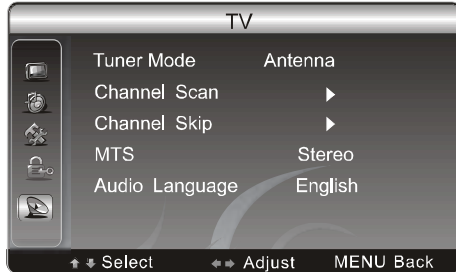 TV
Tuner Mode Antenna
Channel Scan
Channel Skip
MTS Stereo
Audio Language English
Select Adjust MENU Back